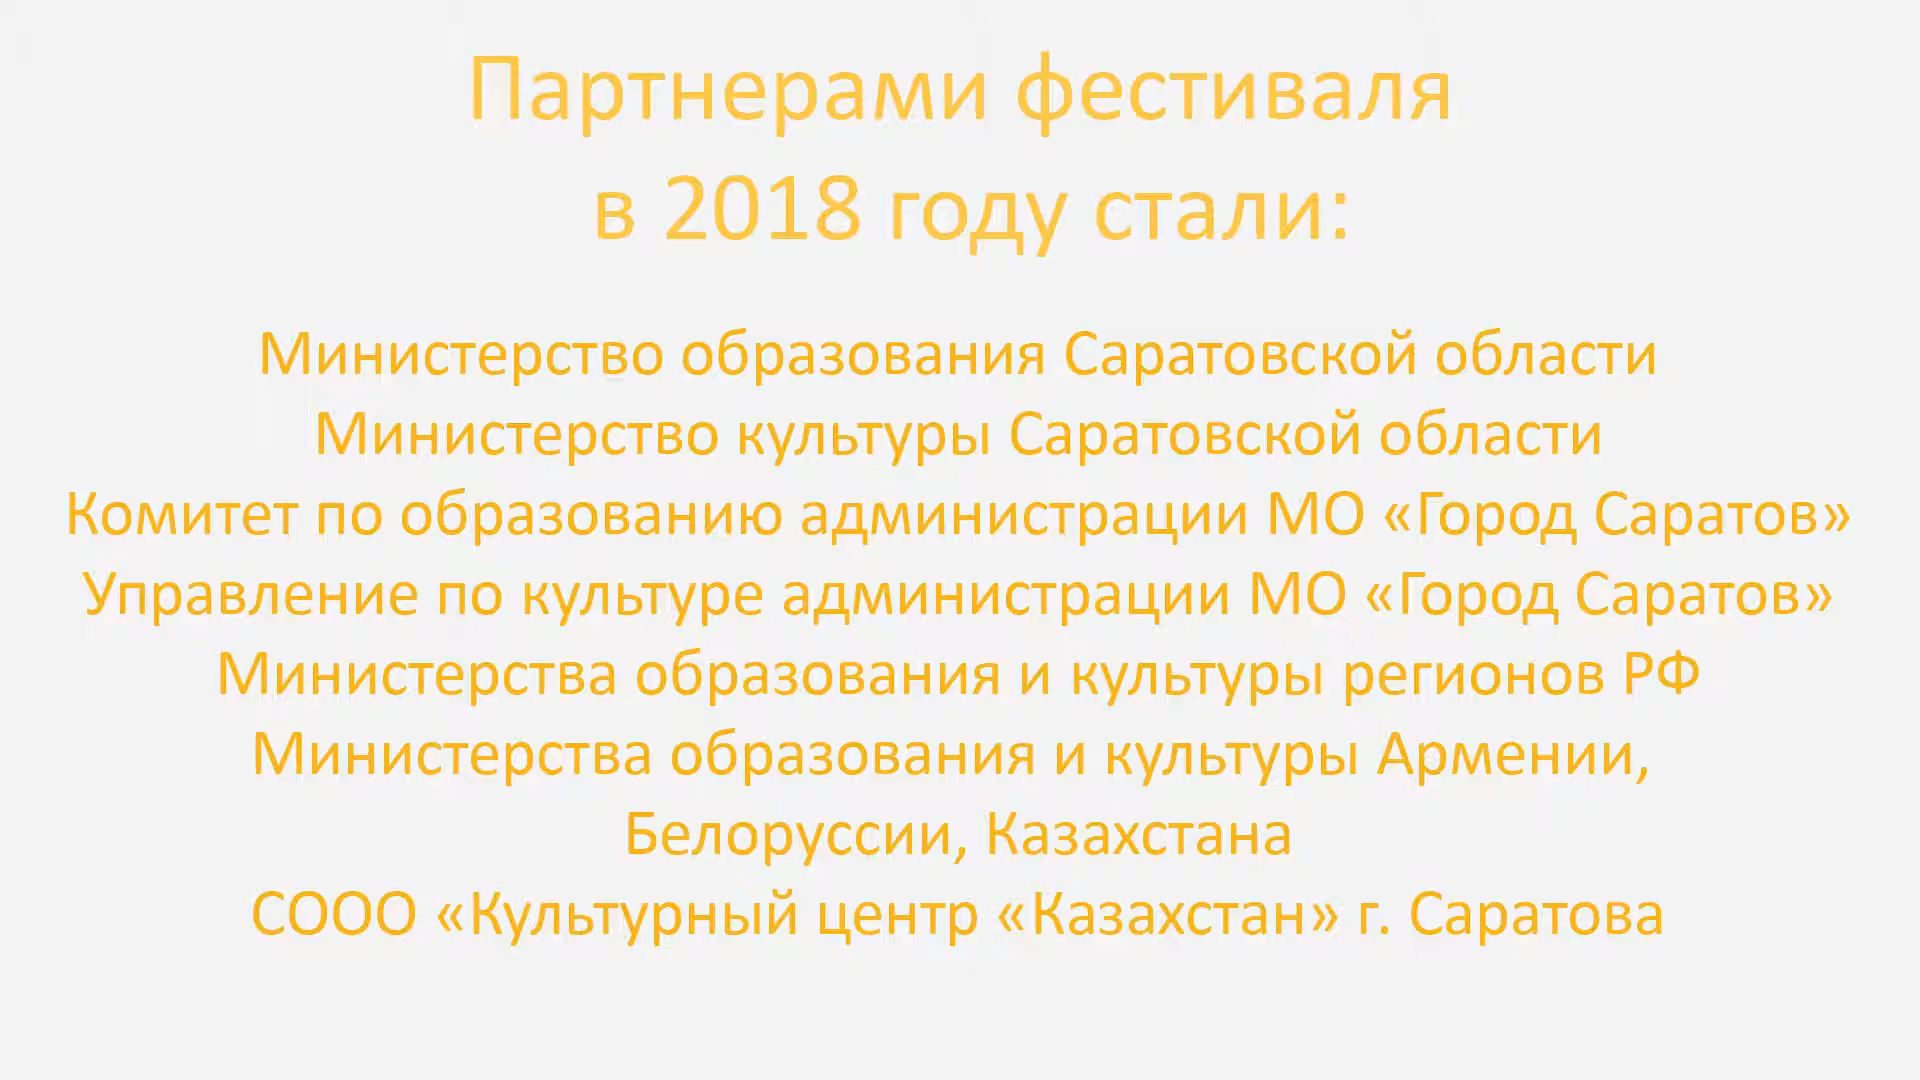 Партнерами фестиваля
в 2018 году стали:
Министерство образования Саратовской области
Министерство культуры Саратовской области
Комитет по образованию администрации МО «Город Саратов»
Управление по культуре администрации МО «Город Саратов»
Министерства образования и культуры регионов РФ
Министерства образования и культуры Армении,
Белоруссии, Казахстана
СООО «Культурный центр «Казахстан» г. Саратова